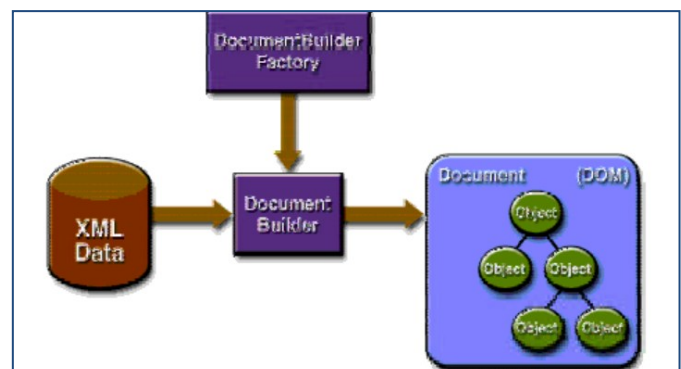 DocumentBuilder
Factory
XML
Data
Document
Builder
Document (DOM)
Object
Object
Object
Object
Object